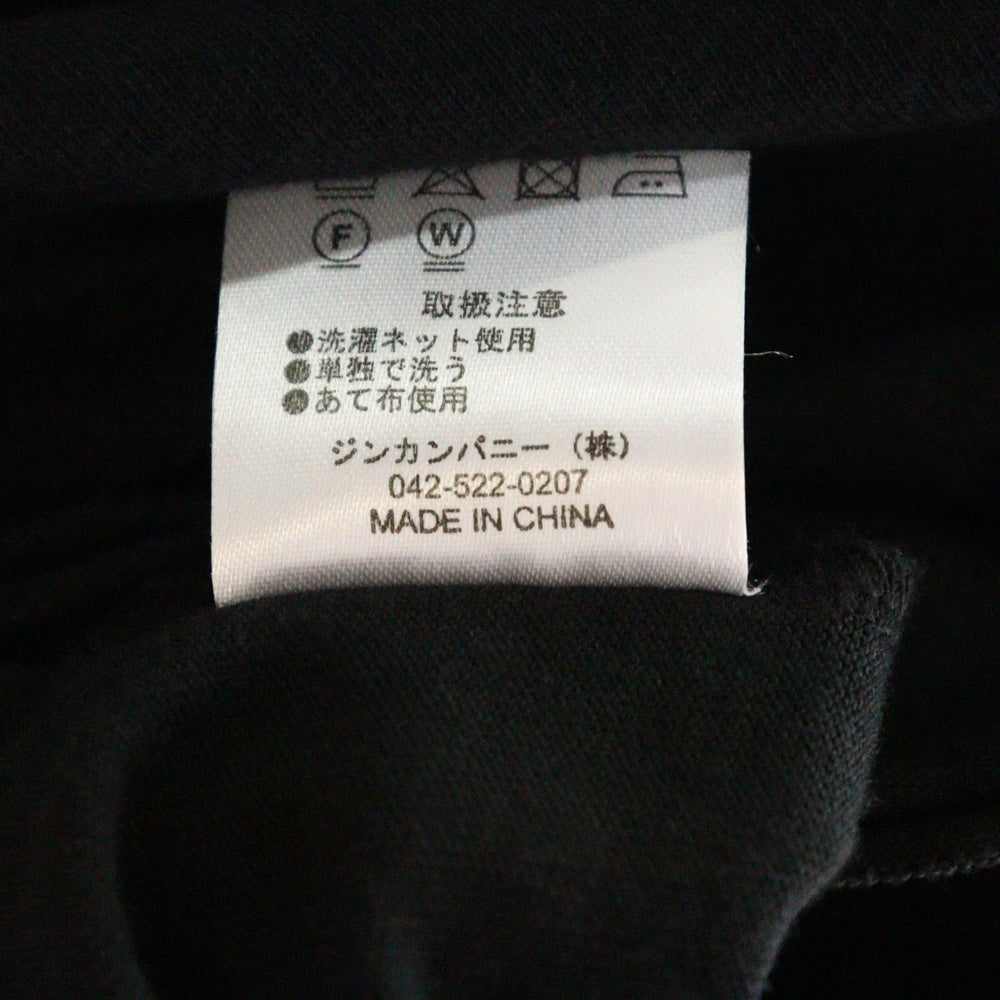 F W
取扱注意
●洗濯ネット使用
●単独で洗う
●あて布使用
ジンカンパニー（株）
042-522-0207
MADE IN CHINA